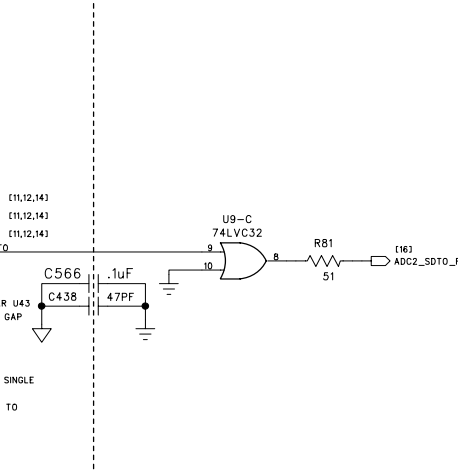 [11,12,14]
[11,12,14]
[11,12,14]
TO
U9-C
74LVC32
9
10
8
R81
51
[16]
ADC2_SDTO_
C566 .1uF
C438 47PF
R U43
GAP
SINGLE
TO